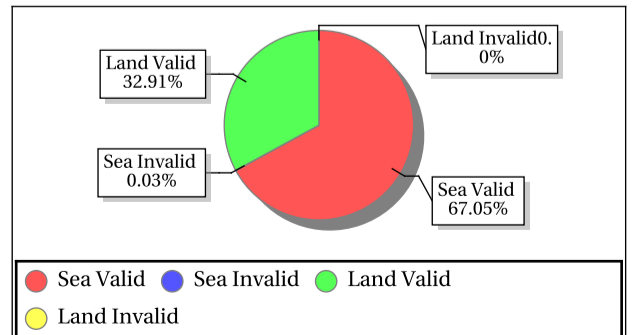 Land Invalid0.
0%
Land Valid
32.91%
Sea Invalid
0.03%
Sea Valid
67.05%
Sea Valid Sea Invalid Land Valid
Land Invalid